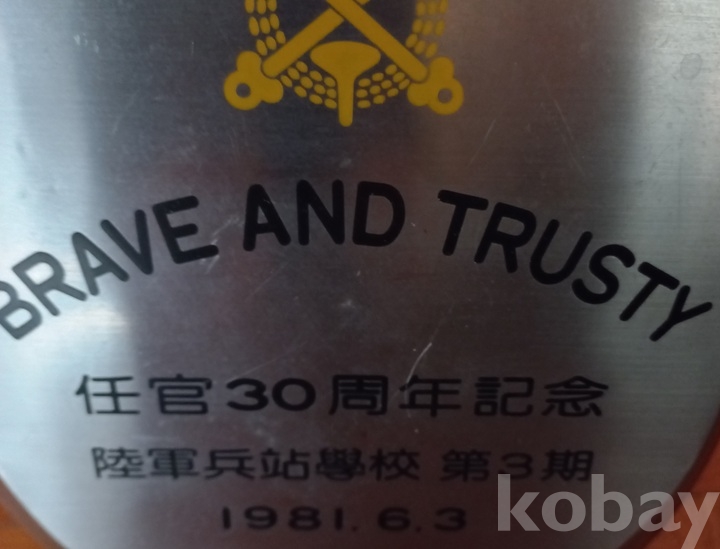 BRAVE AND TRUSTY
任官30周年記念
陸軍兵站學校 第3期
1981.6.3
kobay